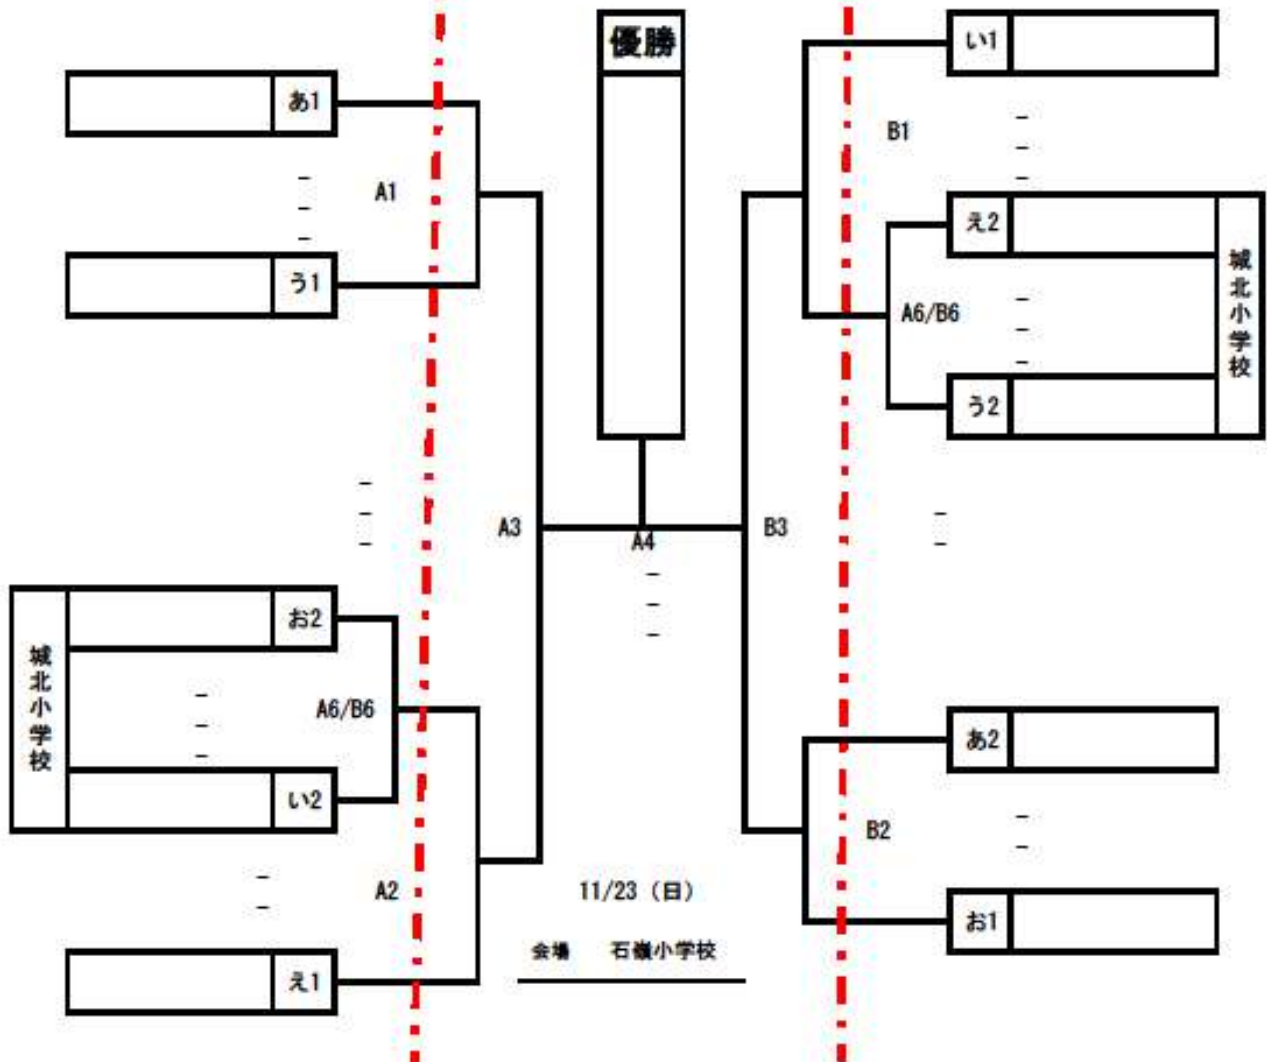 優勝
あ1
A1
う1
A3
お2
城北小学校
A6/B6
い2
A2
え1
A4
い1
B1
え2
城北小学校
A6/B6
う2
B3
あ2
B2
お1
11/23（日）
会場　石嶺小学校